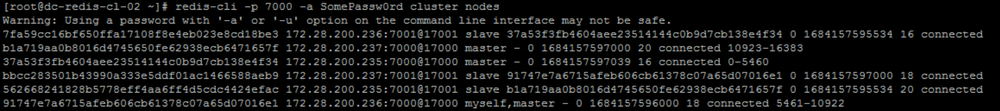 [root@dc-redis-cl-02 ~]# redis-cli -p 7000 -a SomePassw0rd cluster nodes
Warning: Using a password with '-a' or '-u' option on the command line interface may not be safe.
7fa59cc16bf650ffa17108f8e4eb023e8cd18be3 172.28.200.236:7001@17001 slave 37a53f3fb4604aee23514144c0b9d7cb138e4f34 0 1684157595534 16 connected
b1a719aa0b8016d4745650fe62938ecb6471657f 172.28.200.237:7000@17000 master - 0 1684157597000 20 connected 10923-16383
37a53f3fb4604aee23514144c0b9d7cb138e4f34 172.28.200.235:7000@17000 master - 0 1684157597039 16 connected 0-5460
bbcc283501b43990a333e5ddf01ac1466588aeb9 172.28.200.237:7001@17001 slave 91747e7a6715afeb606cb61378c07a65d07016e1 0 1684157597000 18 connected
562668241828b5778eff4aa6ff4d5cdc4424efac 172.28.200.235:7001@17001 slave b1a719aa0b8016d4745650fe62938ecb6471657f 0 1684157595534 20 connected
91747e7a6715afeb606cb61378c07a65d07016e1 172.28.200.236:7000@17000 myself,master - 0 1684157596000 18 connected 5461-10922